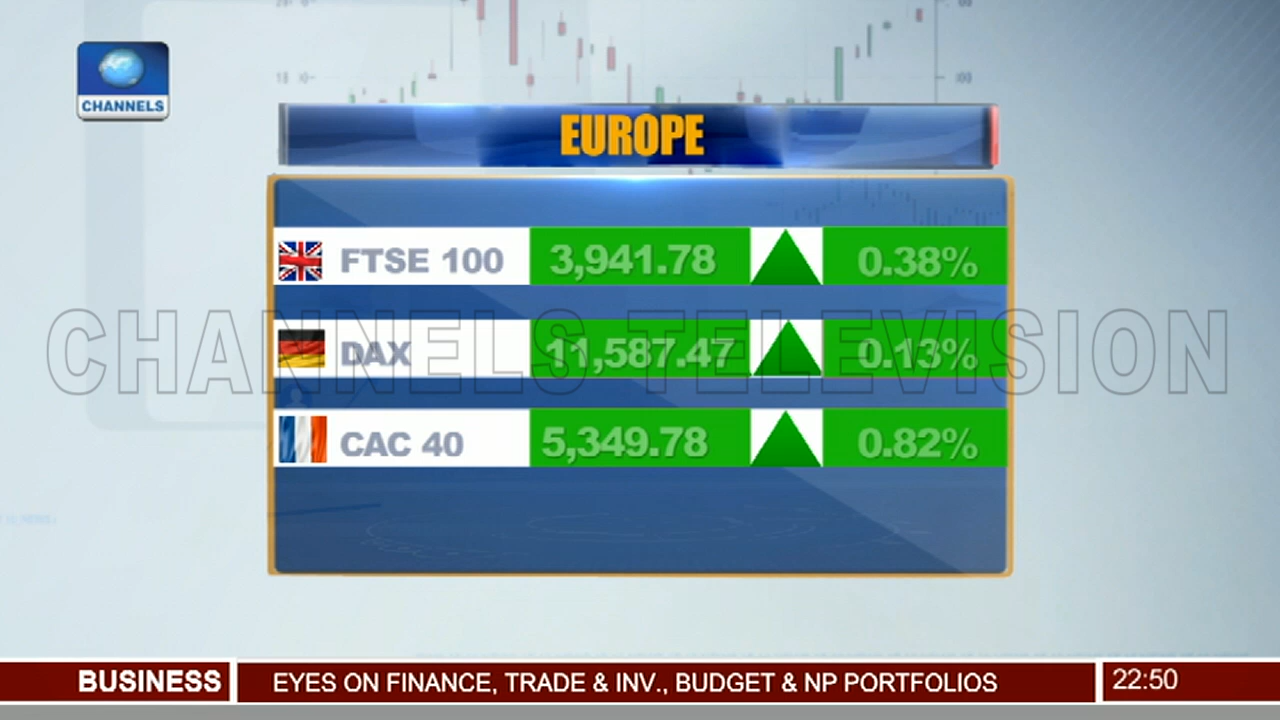 CHANNELS
EUROPE
FTSE 100 3,941.78 0.38%
DAX 11,587.47 0.13%
CAC 40 5,349.78 0.82%
CHANNELS TELEVISION
BUSINESS
EYES ON FINANCE, TRADE & INV., BUDGET & NP PORTFOLIOS
22:50